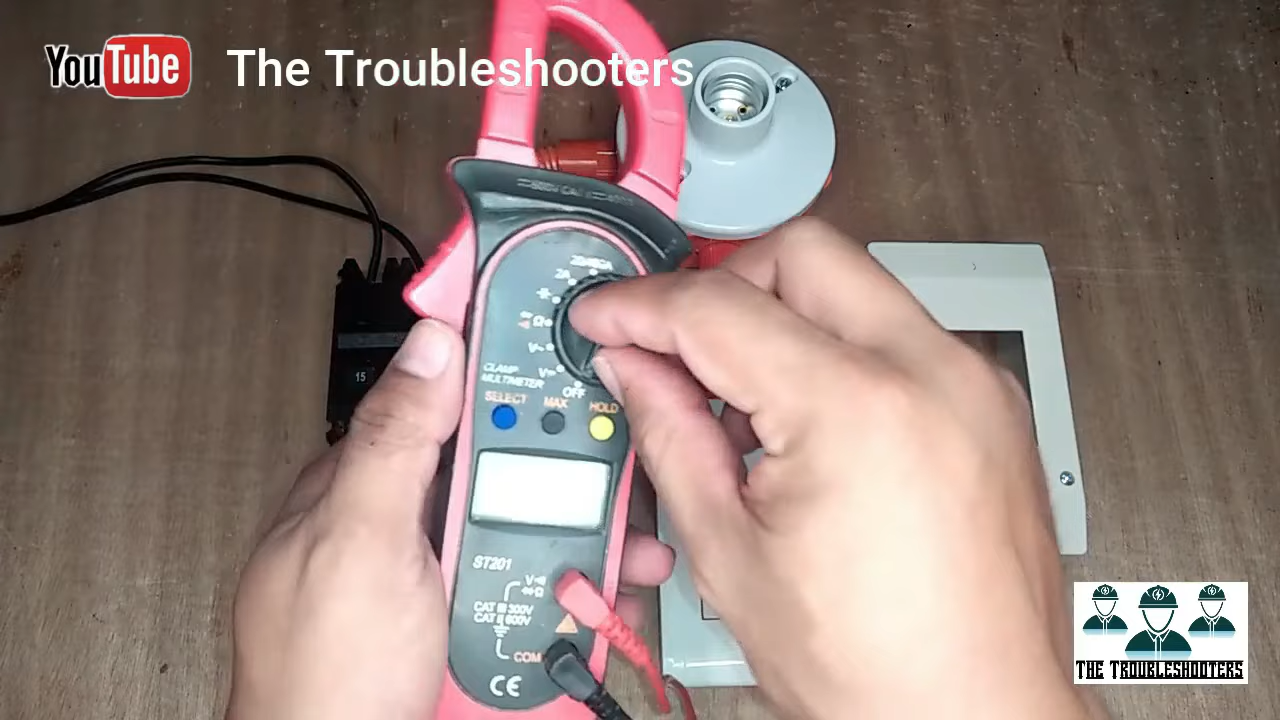 YouTube The Troubleshooters
2A
Ω
V~
15
CLAMP
MULTIMETER
OFF
SELECT
MAX
HOLD
ST201
V
Ω
CAT III 300V
CAT II 600V
COM
CE
THE TROUBLESHOOTERS